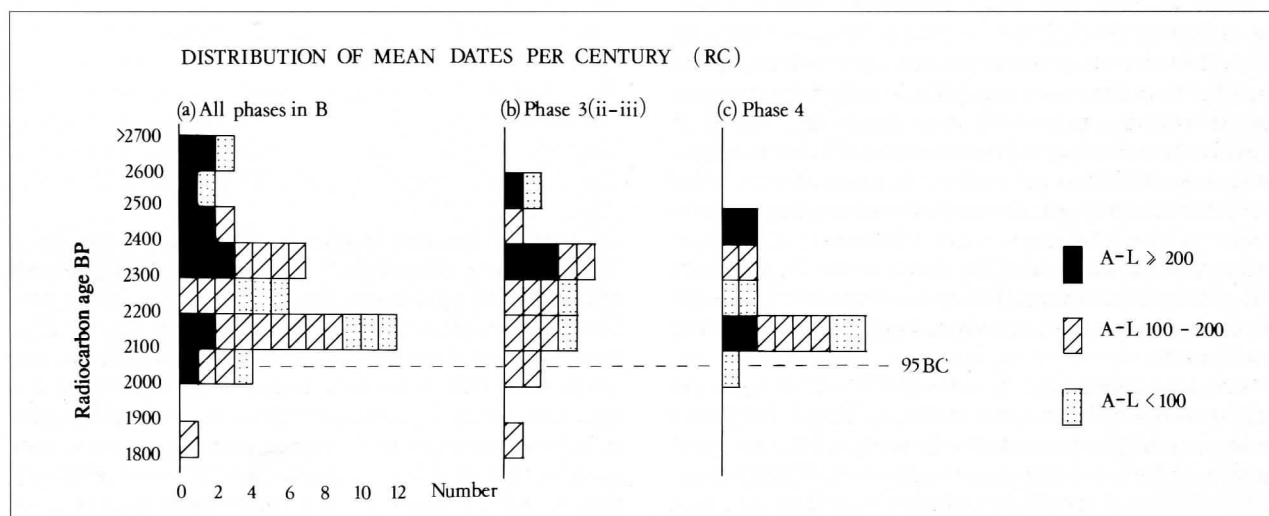 DISTRIBUTION OF MEAN DATES PER CENTURY (RC)
(a) All phases in B
(b) Phase 3(ii-iii)
(c) Phase 4
Radiocarbon age BP
>2700
2600
2500
2400
2300
2200
2100
2000
1900
1800
0 2 4 6 8 10 12 Number
95 BC
A-L ⩾ 200
A-L 100 - 200
A-L < 100